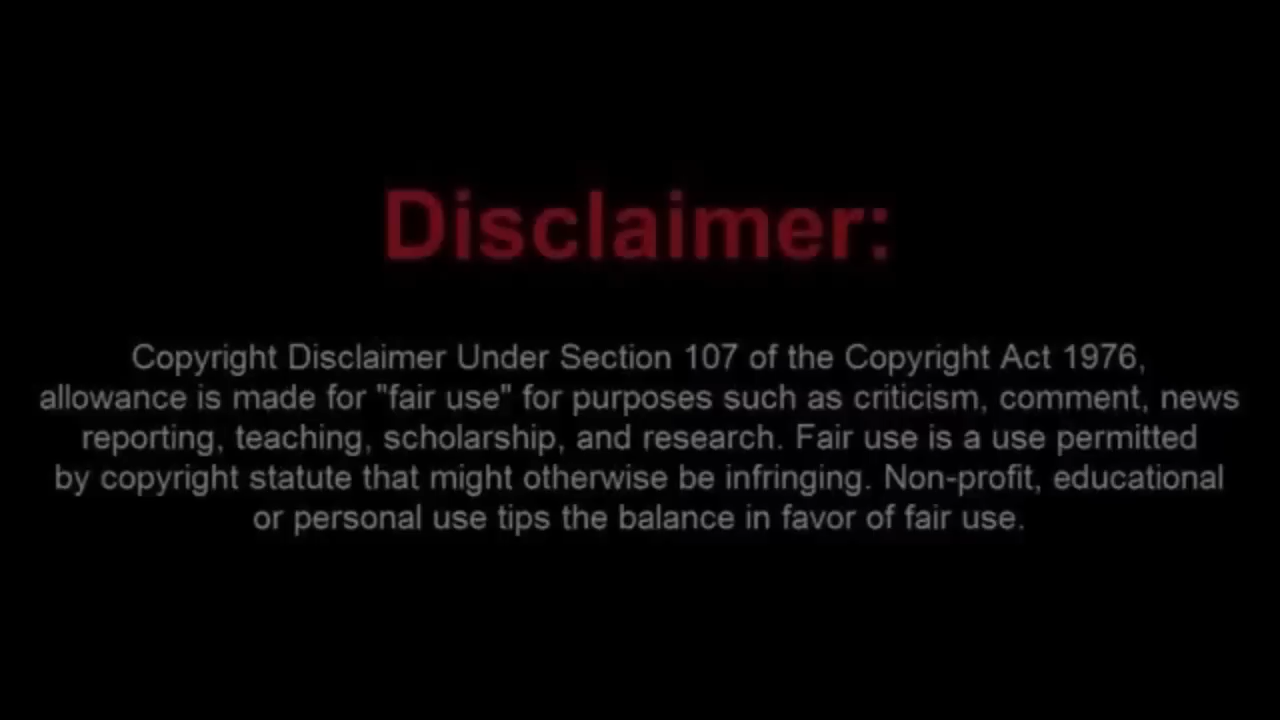 Disclaimer:
Copyright Disclaimer Under Section 107 of the Copyright Act 1976,
allowance is made for "fair use" for purposes such as criticism, comment, news
reporting, teaching, scholarship, and research. Fair use is a use permitted
by copyright statute that might otherwise be infringing. Non-profit, educational
or personal use tips the balance in favor of fair use.